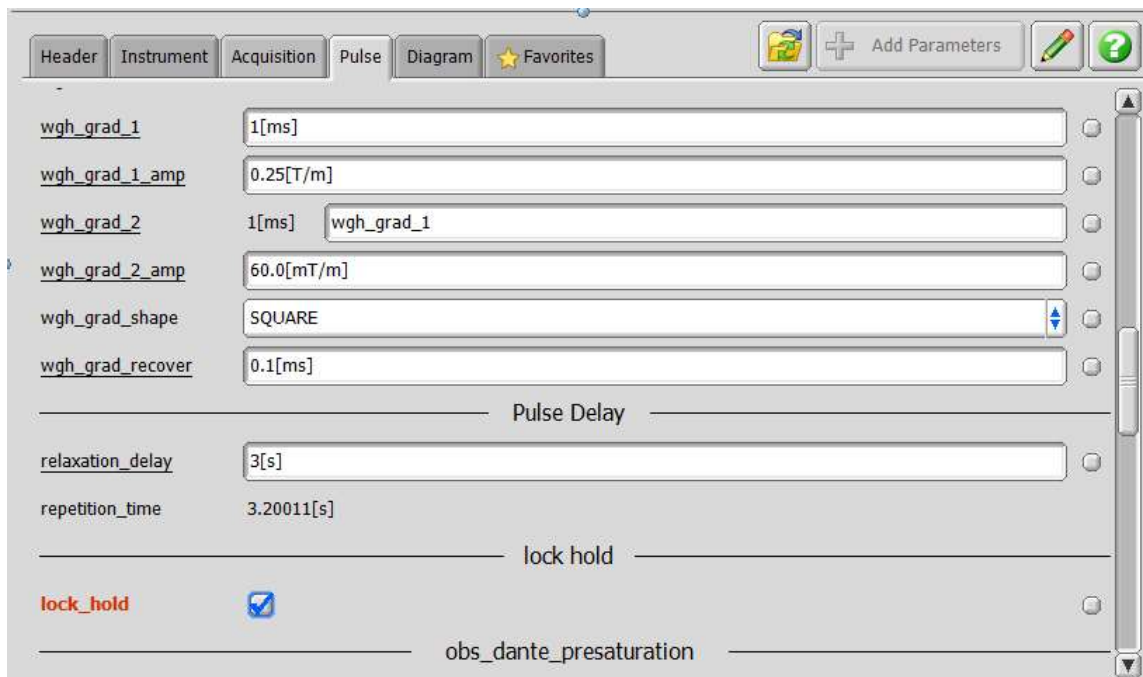 Header Instrument Acquisition Pulse Diagram Favorites Add Parameters
wgh_grad_1 1[ms]
wgh_grad_1_amp 0.25[T/m]
wgh_grad_2 1[ms] wgh_grad_1
wgh_grad_2_amp 60.0[mT/m]
wgh_grad_shape SQUARE
wgh_grad_recover 0.1[ms]
Pulse Delay
relaxation_delay 3[s]
repetition_time 3.20011[s]
lock hold
lock_hold
obs_dante_presaturation